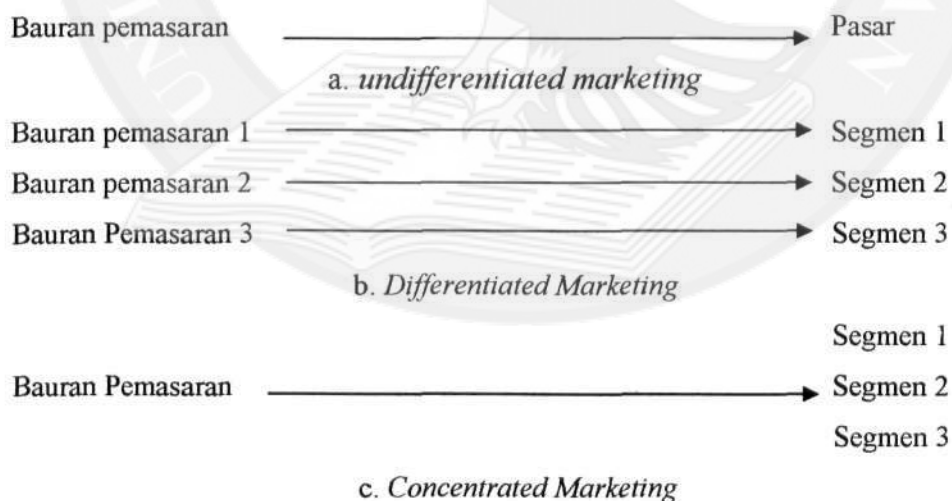 Bauran pemasaran Pasar
a. undifferentiated marketing
Bauran pemasaran 1 Segmen 1
Bauran pemasaran 2 Segmen 2
Bauran Pemasaran 3 Segmen 3
b. Differentiated Marketing
Segmen 1
Bauran Pemasaran Segmen 2
Segmen 3
c. Concentrated Marketing